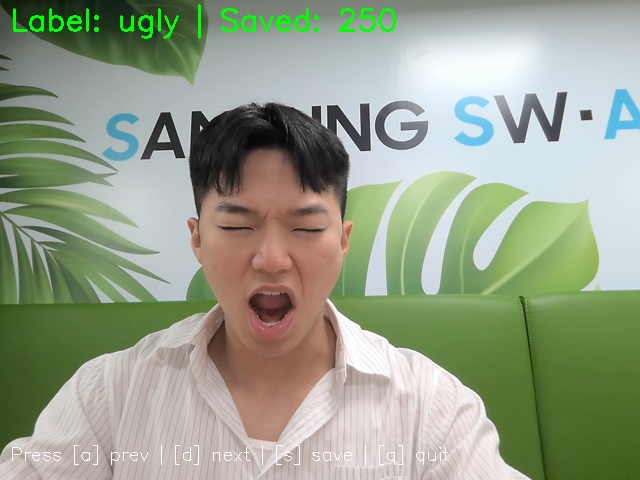 Label: ugly | Saved: 250
SAMSUNG SW·A
Press [a] prev | [d] next | [s] save | [q] quit